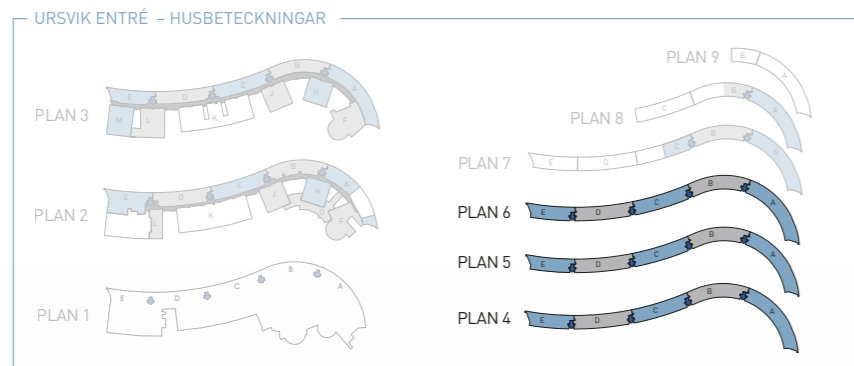 URSVIK ENTRÉ – HUSBETECKNINGAR
PLAN 3
E D C B A
M L K J H F
PLAN 2
E D C B A
L K J H G F
PLAN 1
E D C B A
PLAN 9
B A
PLAN 8
C B A
PLAN 7
E D C B A
PLAN 6
E D C B A
PLAN 5
E D C B A
PLAN 4
E D C B A